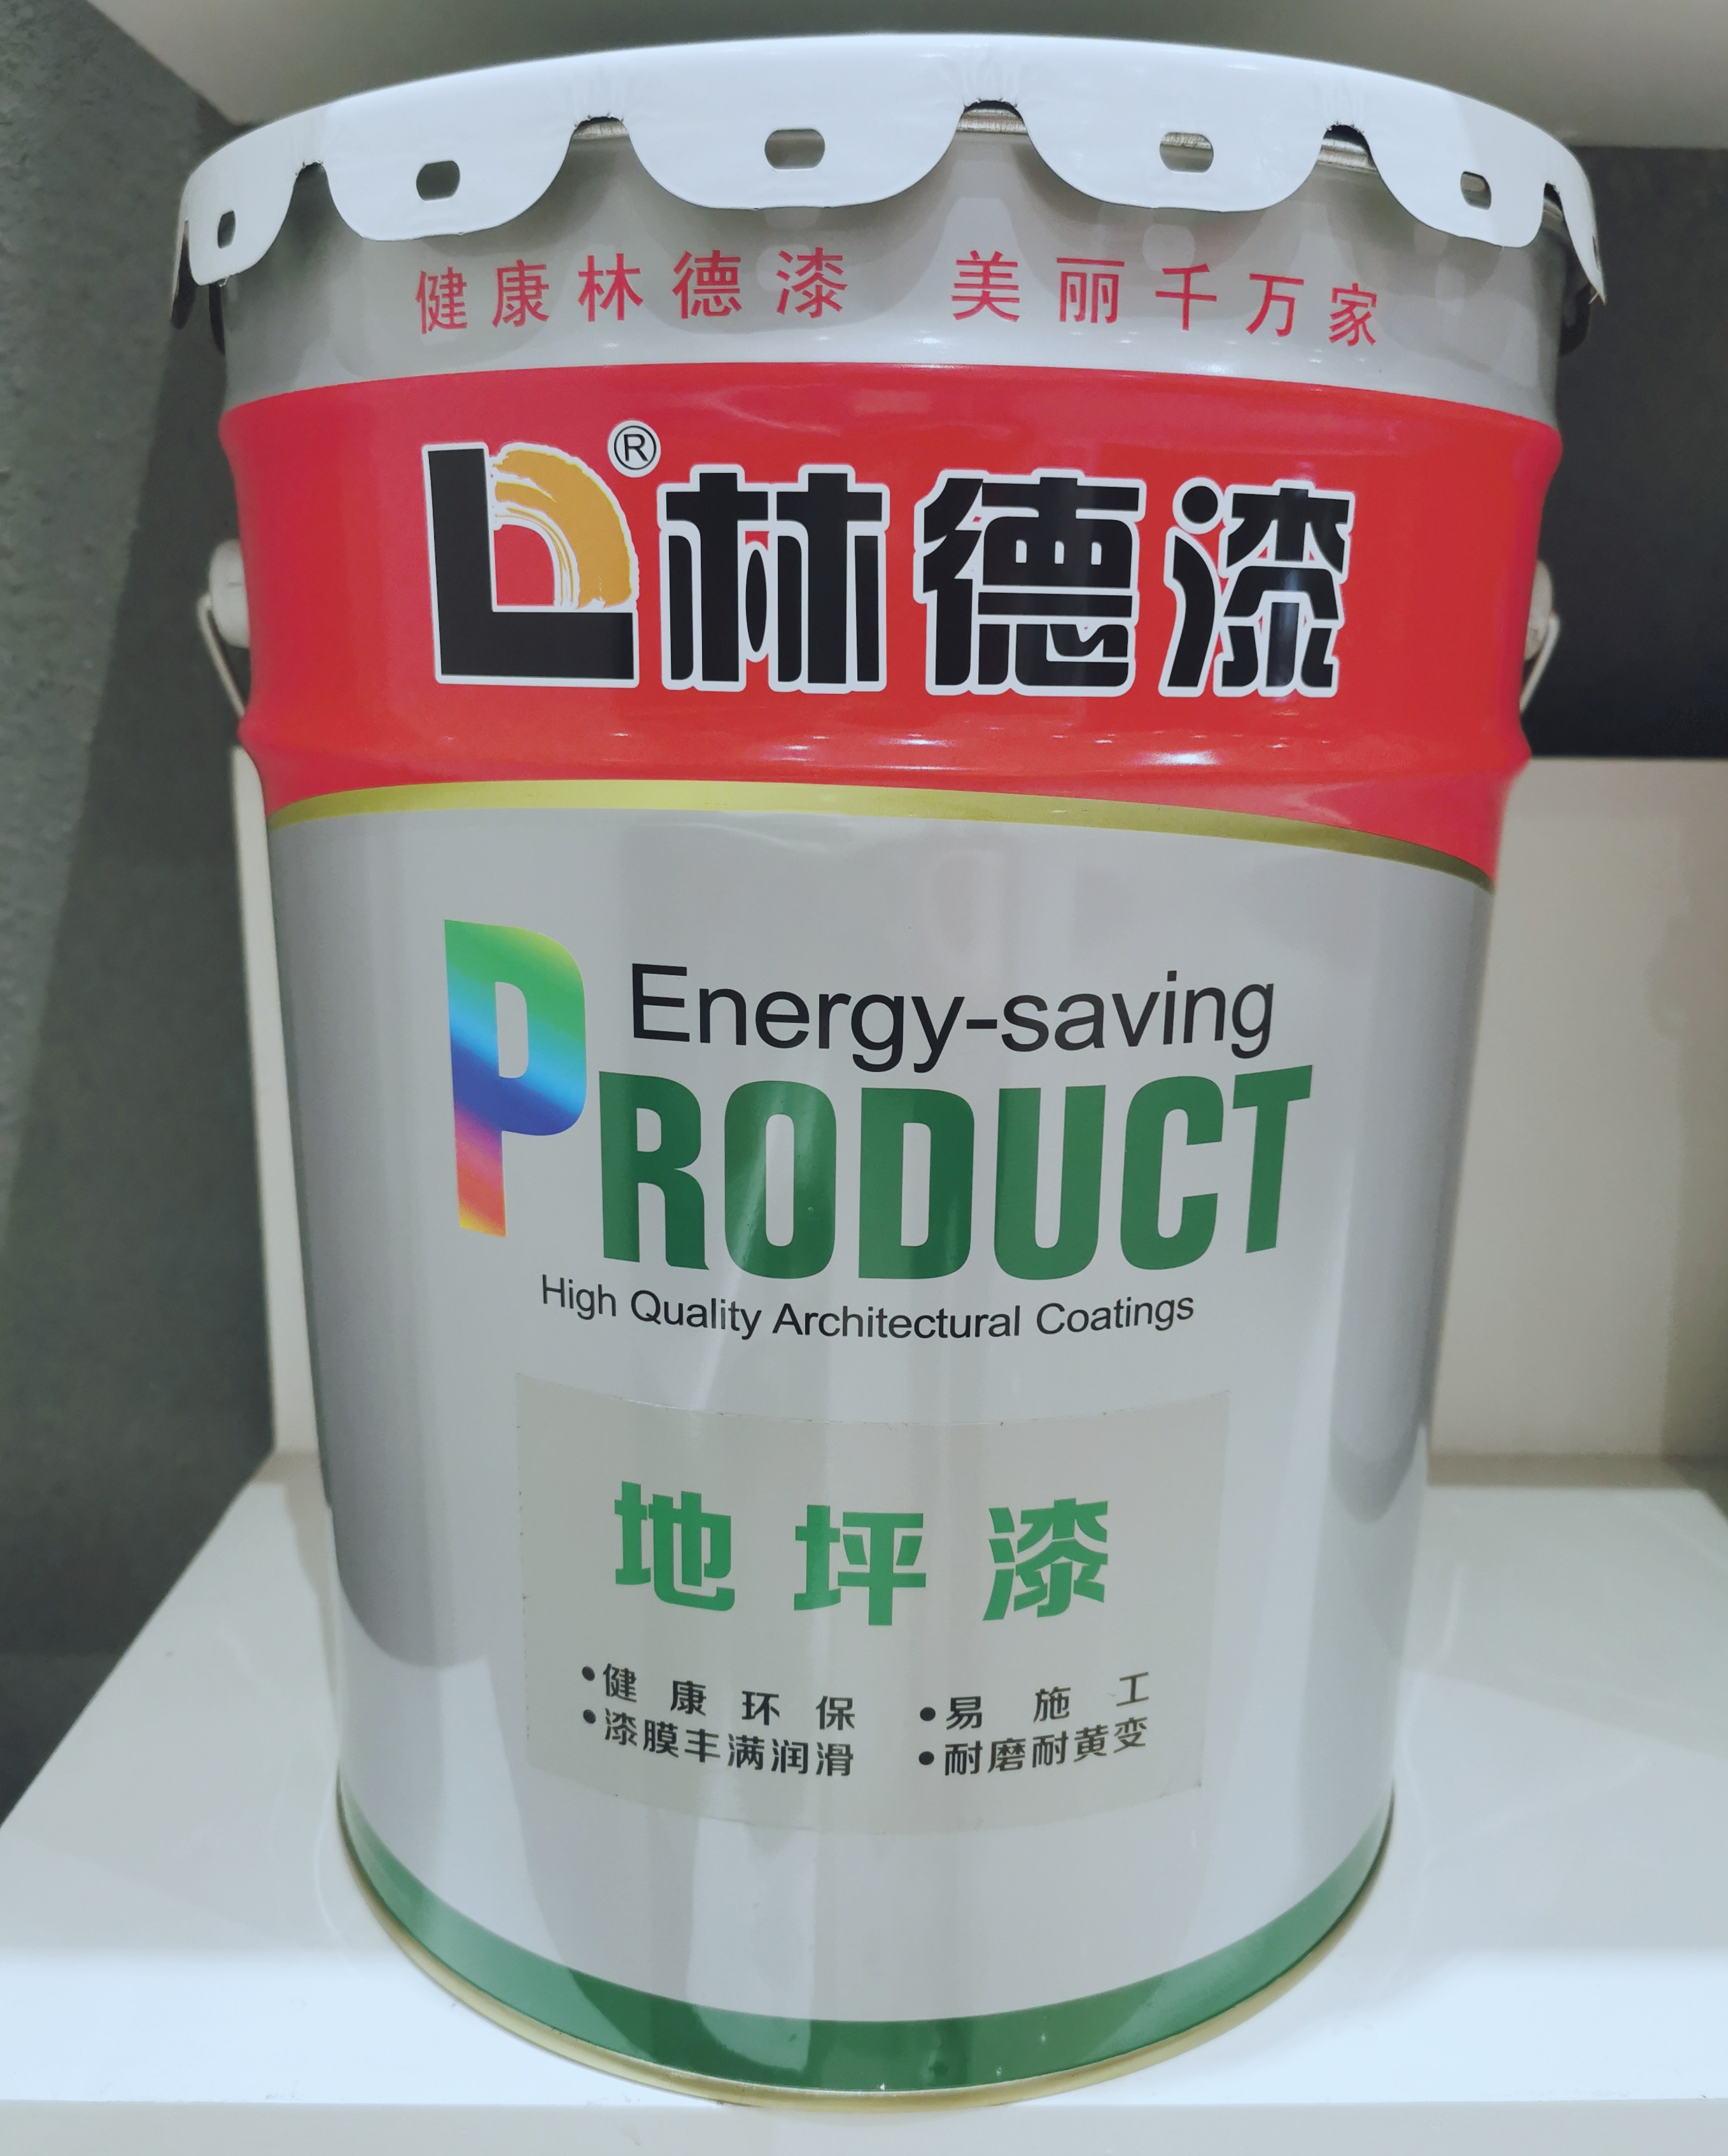 健康林德漆 美丽千万家
LD®林德漆
Energy-saving
PRODUCT
High Quality Architectural Coatings
地坪漆
•健康环保 •易施工
•漆膜丰满润滑 •耐磨耐黄变